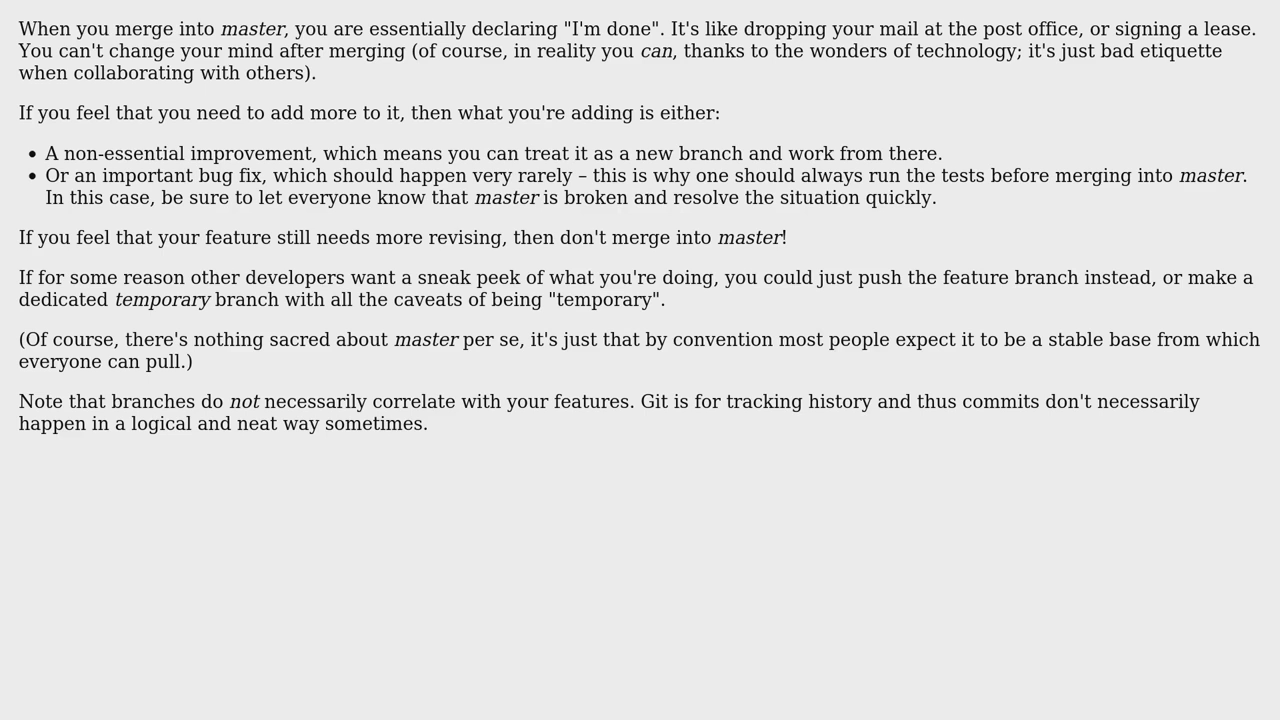 When you merge into master, you are essentially declaring "I'm done". It's like dropping your mail at the post office, or signing a lease.
You can't change your mind after merging (of course, in reality you can, thanks to the wonders of technology; it's just bad etiquette
when collaborating with others).
If you feel that you need to add more to it, then what you're adding is either:
• A non-essential improvement, which means you can treat it as a new branch and work from there.
• Or an important bug fix, which should happen very rarely – this is why one should always run the tests before merging into master.
In this case, be sure to let everyone know that master is broken and resolve the situation quickly.
If you feel that your feature still needs more revising, then don't merge into master!
If for some reason other developers want a sneak peek of what you're doing, you could just push the feature branch instead, or make a
dedicated temporary branch with all the caveats of being "temporary".
(Of course, there's nothing sacred about master per se, it's just that by convention most people expect it to be a stable base from which
everyone can pull.)
Note that branches do not necessarily correlate with your features. Git is for tracking history and thus commits don't necessarily
happen in a logical and neat way sometimes.